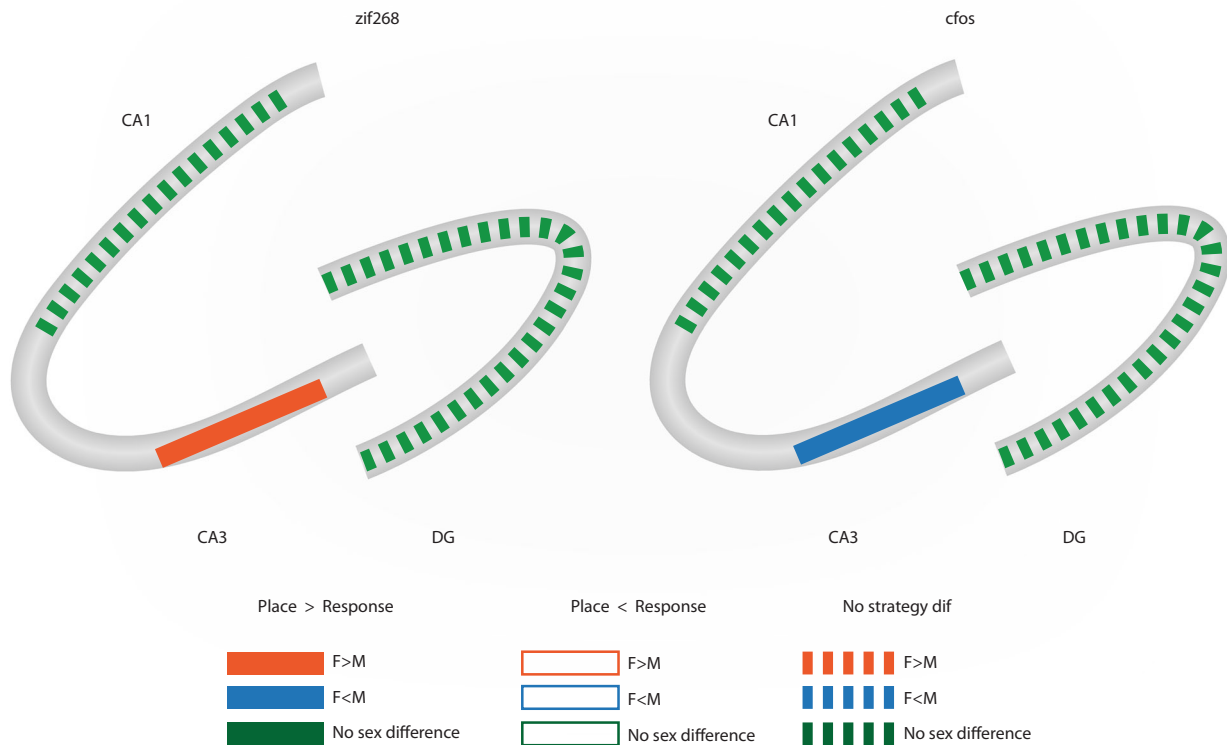 zif268
cfos
CA1
CA1
CA3
DG
CA3
DG
Place > Response
Place < Response
No strategy dif
F>M
F>M
F>M
F<M
F<M
F<M
No sex difference
No sex difference
No sex difference